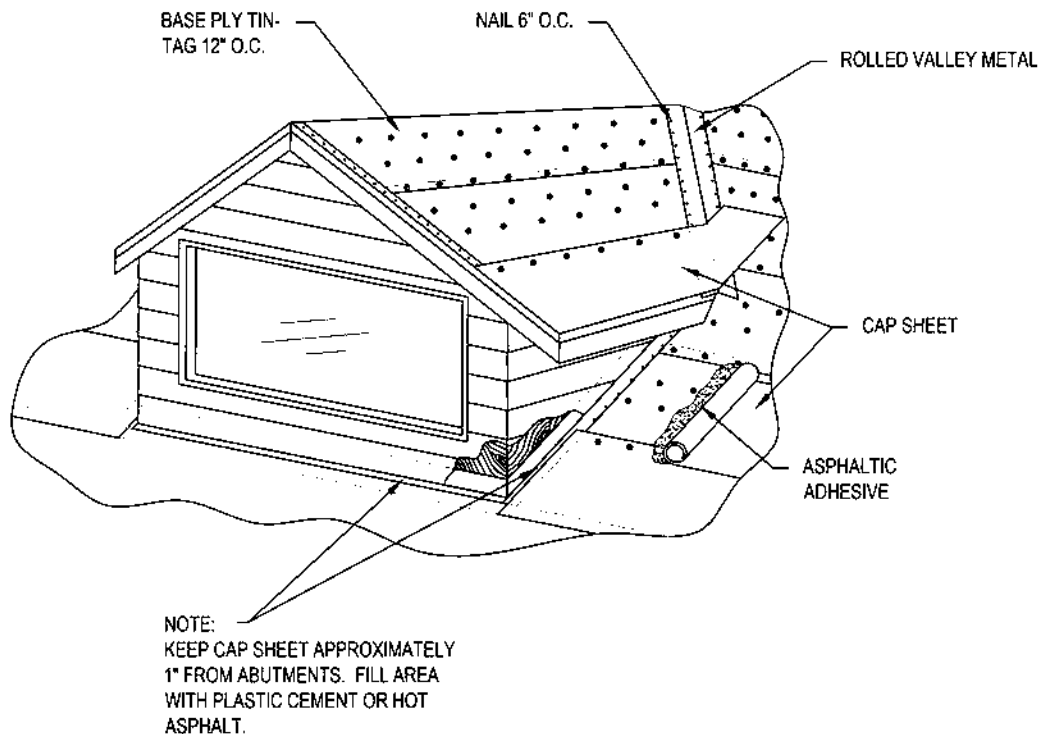 BASE PLY TIN-
TAG 12" O.C.
NAIL 6" O.C.
ROLLED VALLEY METAL
CAP SHEET
ASPHALTIC
ADHESIVE
NOTE:
KEEP CAP SHEET APPROXIMATELY
1" FROM ABUTMENTS. FILL AREA
WITH PLASTIC CEMENT OR HOT
ASPHALT.